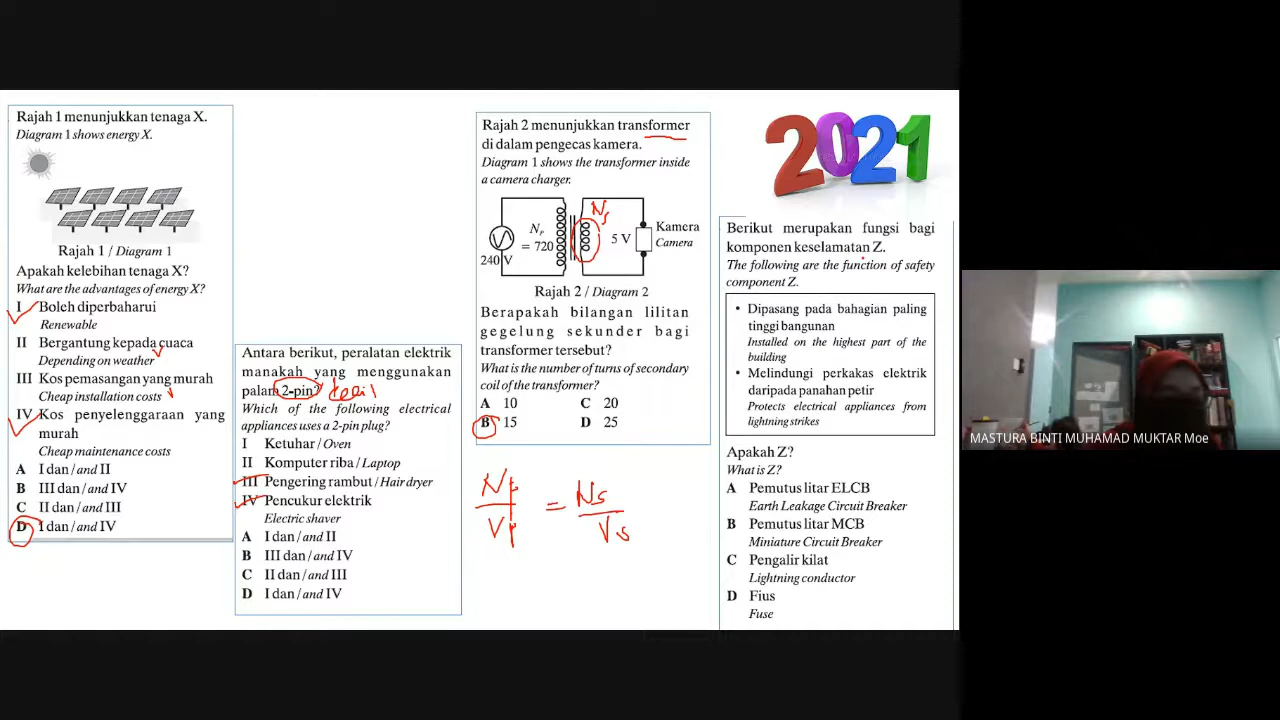 Rajah 1 menunjukkan tenaga X.
Diagram 1 shows energy X.
Rajah 1 / Diagram 1
Apakah kelebihan tenaga X?
What are the advantages of energy X?
I Boleh diperbaharui
Renewable
II Bergantung kepada cuaca
Depending on weather
III Kos pemasangan yang murah
Cheap installation costs
IV Kos penyelenggaraan yang
murah
Cheap maintenance costs
A I dan / and II
B III dan / and IV
C II dan / and III
D I dan / and IV
Antara berikut, peralatan elektrik
manakah yang menggunakan
palam 2-pin?
Which of the following electrical
appliances uses a 2-pin plug?
I Ketuhar / Oven
II Komputer riba / Laptop
III Pengering rambut / Hair dryer
IV Pencukur elektrik
Electric shaver
A I dan / and II
B III dan / and IV
C II dan / and III
D I dan / and IV
Rajah 2 menunjukkan transformer
di dalam pengecas kamera.
Diagram 1 shows the transformer inside
a camera charger.
Ns
Np
= 720
240 V
5 V
Kamera
Camera
Rajah 2 / Diagram 2
Berapakah bilangan lilitan
gegelung sekunder bagi
transformer tersebut?
What is the number of turns of secondary
coil of the transformer?
A 10 C 20
B 15 D 25
Np = Ns
Vp Vs
2021
Berikut merupakan fungsi bagi
komponen keselamatan Z.
The following are the function of safety
component Z.
• Dipasang pada bahagian paling
tinggi bangunan
Installed on the highest part of the
building
• Melindungi perkakas elektrik
daripada panahan petir
Protects electrical appliances from
lightning strikes
Apakah Z?
What is Z?
A Pemutus litar ELCB
Earth Leakage Circuit Breaker
B Pemutus litar MCB
Miniature Circuit Breaker
C Pengalir kilat
Lightning conductor
D Fius
Fuse
MASTURA BINTI MUHAMAD MUKTAR Moe